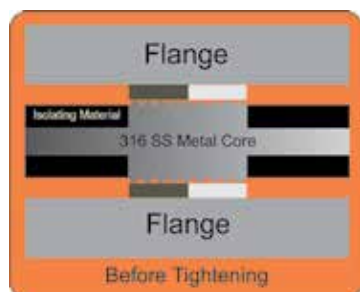 Flange
Isolating Material
316 SS Metal Core
Flange
Before Tightening